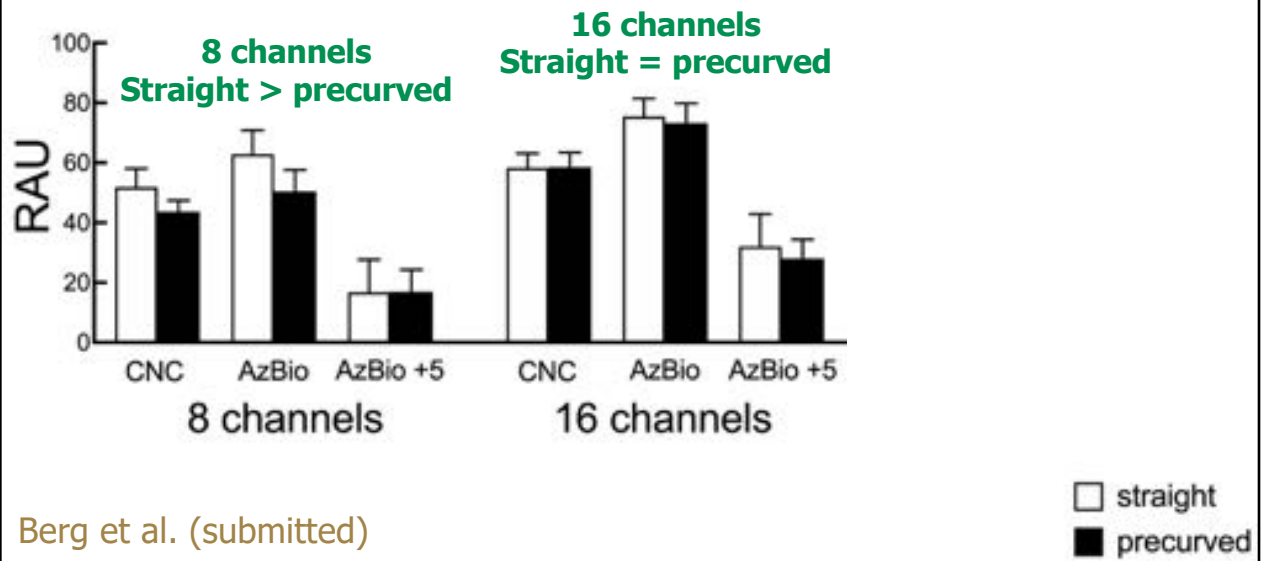 8 channels
Straight > precurved
16 channels
Straight = precurved
RAU
100
80
60
40
20
0
CNC AzBio AzBio +5 CNC AzBio AzBio +5
8 channels 16 channels
straight
precurved
Berg et al. (submitted)